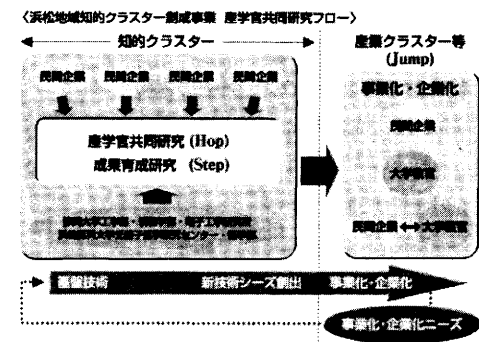 〈浜松地域知的クラスター創成事業 産学官共同研究フロー〉
知的クラスター
産業クラスター等
(Jump)
民間企業 民間企業 民間企業 民間企業
事業化・企業化
産学官共同研究 (Hop)
成果育成研究 (Step)
民間企業
大学教官
民間企業⟷大学教官
基盤技術 新技術シーズ創出 事業化・企業化
事業化・企業化ニーズ